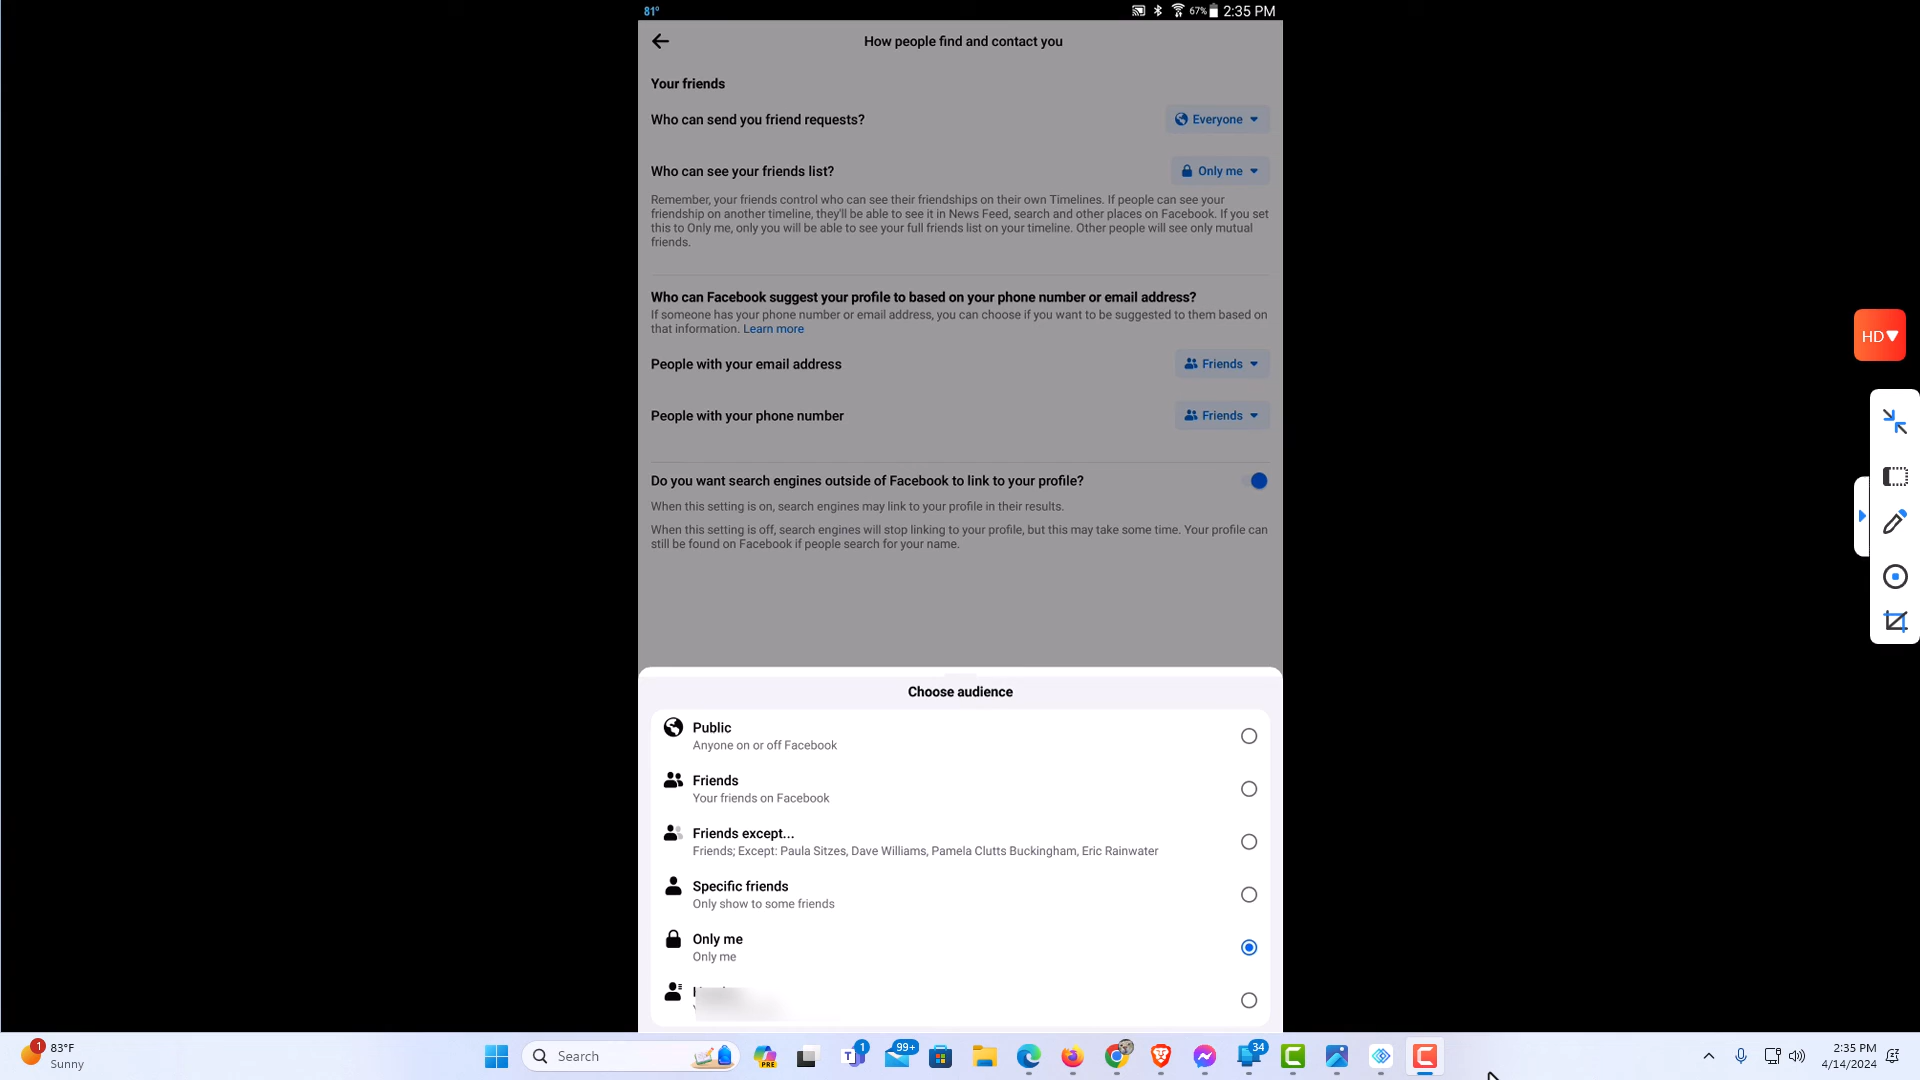 81°
67%
2:35 PM
How people find and contact you
Your friends
Who can send you friend requests?
Everyone
Who can see your friends list?
Only me
Remember, your friends control who can see their friendships on their own Timelines. If people can see your
friendship on another timeline, they'll be able to see it in News Feed, search and other places on Facebook. If you set
this to Only me, only you will be able to see your full friends list on your timeline. Other people will see only mutual
friends.
Who can Facebook suggest your profile to based on your phone number or email address?
If someone has your phone number or email address, you can choose if you want to be suggested to them based on
that information. Learn more
People with your email address
Friends
People with your phone number
Friends
Do you want search engines outside of Facebook to link to your profile?
When this setting is on, search engines may link to your profile in their results.
When this setting is off, search engines will stop linking to your profile, but this may take some time. Your profile can
still be found on Facebook if people search for your name.
HD
Choose audience
Public
Anyone on or off Facebook
Friends
Your friends on Facebook
Friends except...
Friends; Except: Paula Sitzes, Dave Williams, Pamela Clutts Buckingham, Eric Rainwater
Specific friends
Only show to some friends
Only me
Only me
1
83°F
Sunny
Search
PRE
1
99+
34
2:35 PM
4/14/2024